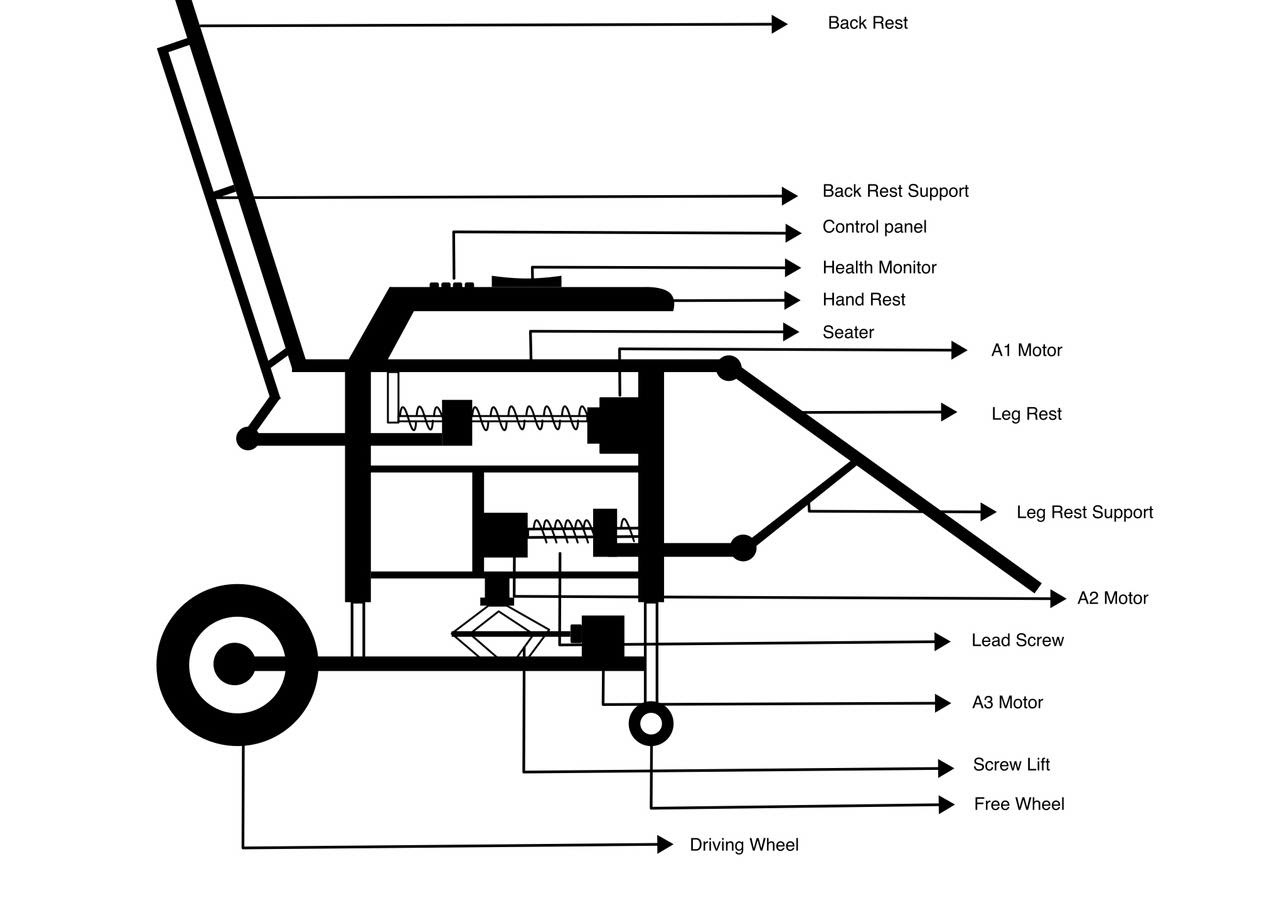 Back Rest
Back Rest Support
Control panel
Health Monitor
Hand Rest
Seater
A1 Motor
Leg Rest
Leg Rest Support
A2 Motor
Lead Screw
A3 Motor
Screw Lift
Free Wheel
Driving Wheel